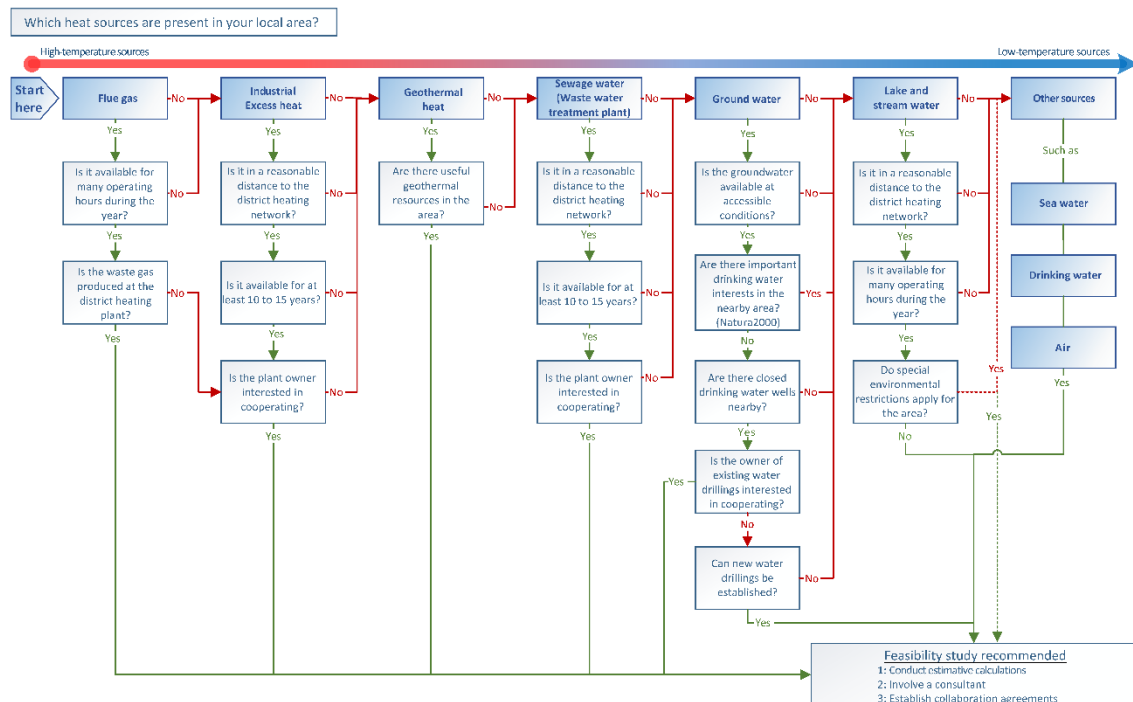 Which heat sources are present in your local area?
High-temperature sources
Low-temperature sources
Start
here
Flue gas
No
Industrial
Excess heat
No
Geothermal
heat
No
Sewage water
(Waste water
treatment plant)
No
Ground water
No
Lake and
stream water
No
Other sources
Yes
Yes
Yes
Yes
Yes
Yes
Such as
Is it available for
many operating
hours during the
year?
No
Is it in a reasonable
distance to the
district heating
network?
No
Are there useful
geothermal
resources in the
area?
No
Is it in a reasonable
distance to the
district heating
network?
No
Is the groundwater
available at
accessible
conditions?
No
Is it in a reasonable
distance to the
district heating
network?
No
Sea water
Yes
Yes
Yes
Yes
Yes
Yes
Is the waste gas
produced at the
district heating
plant?
No
Is it available for at
least 10 to 15 years?
No
Is it available for at
least 10 to 15 years?
No
Are there important
drinking water
interests in the
nearby area?
(Natura2000)
Yes
Is it available for
many operating
hours during the
year?
No
Drinking water
Yes
Yes
Yes
No
Yes
Air
Is the plant owner
interested in
cooperating?
No
Is the plant owner
interested in
cooperating?
No
Are there closed
drinking water wells
nearby?
No
Do special
environmental
restrictions apply for
the area?
Yes
Yes
Yes
Yes
Yes
Yes
No
Is the owner of
existing water
drillings interested
in cooperating?
Yes
No
Can new water
drillings be
established?
No
Yes
Feasibility study recommended
1: Conduct estimative calculations
2: Involve a consultant
3: Establish collaboration agreements